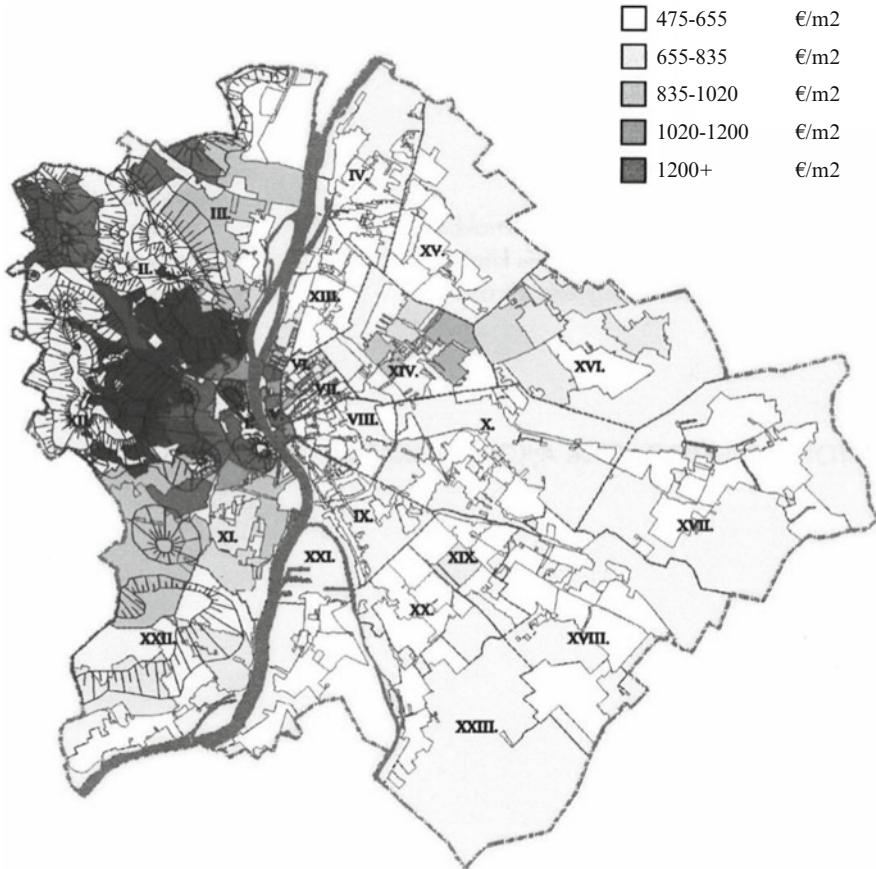 475-655 €/m2
655-835 €/m2
835-1020 €/m2
1020-1200 €/m2
1200+ €/m2
IV.
III.
XV.
II.
XIII.
VI.
XIV.
XVI.
VII.
XII.
I.
V.
VIII.
X.
IX.
XI.
XVII.
XXI.
XIX.
XX.
XXII.
XVIII.
XXIII.